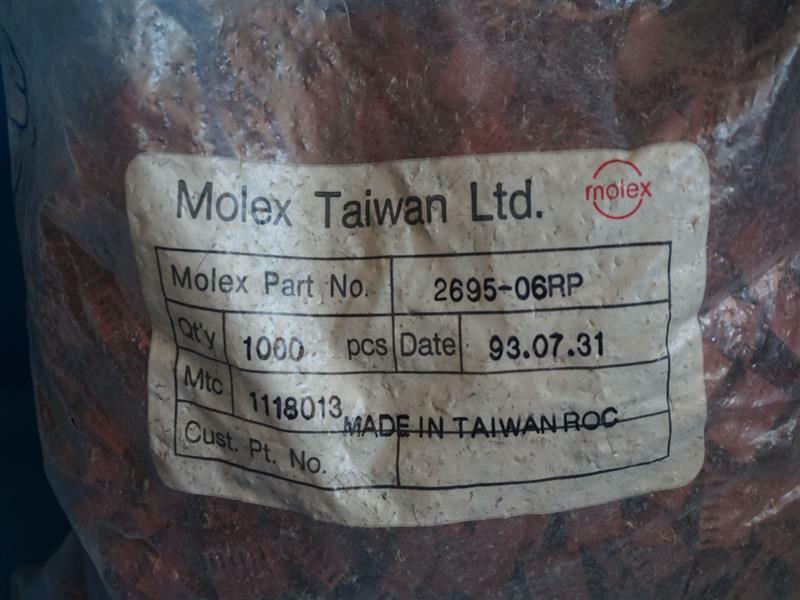 Molex Taiwan Ltd.
molex
Molex Part No. 2695-06RP
Qt'y 1000 pcs Date 93.07.31
Mtc 1118013
MADE IN TAIWAN ROC
Cust. Pt. No.